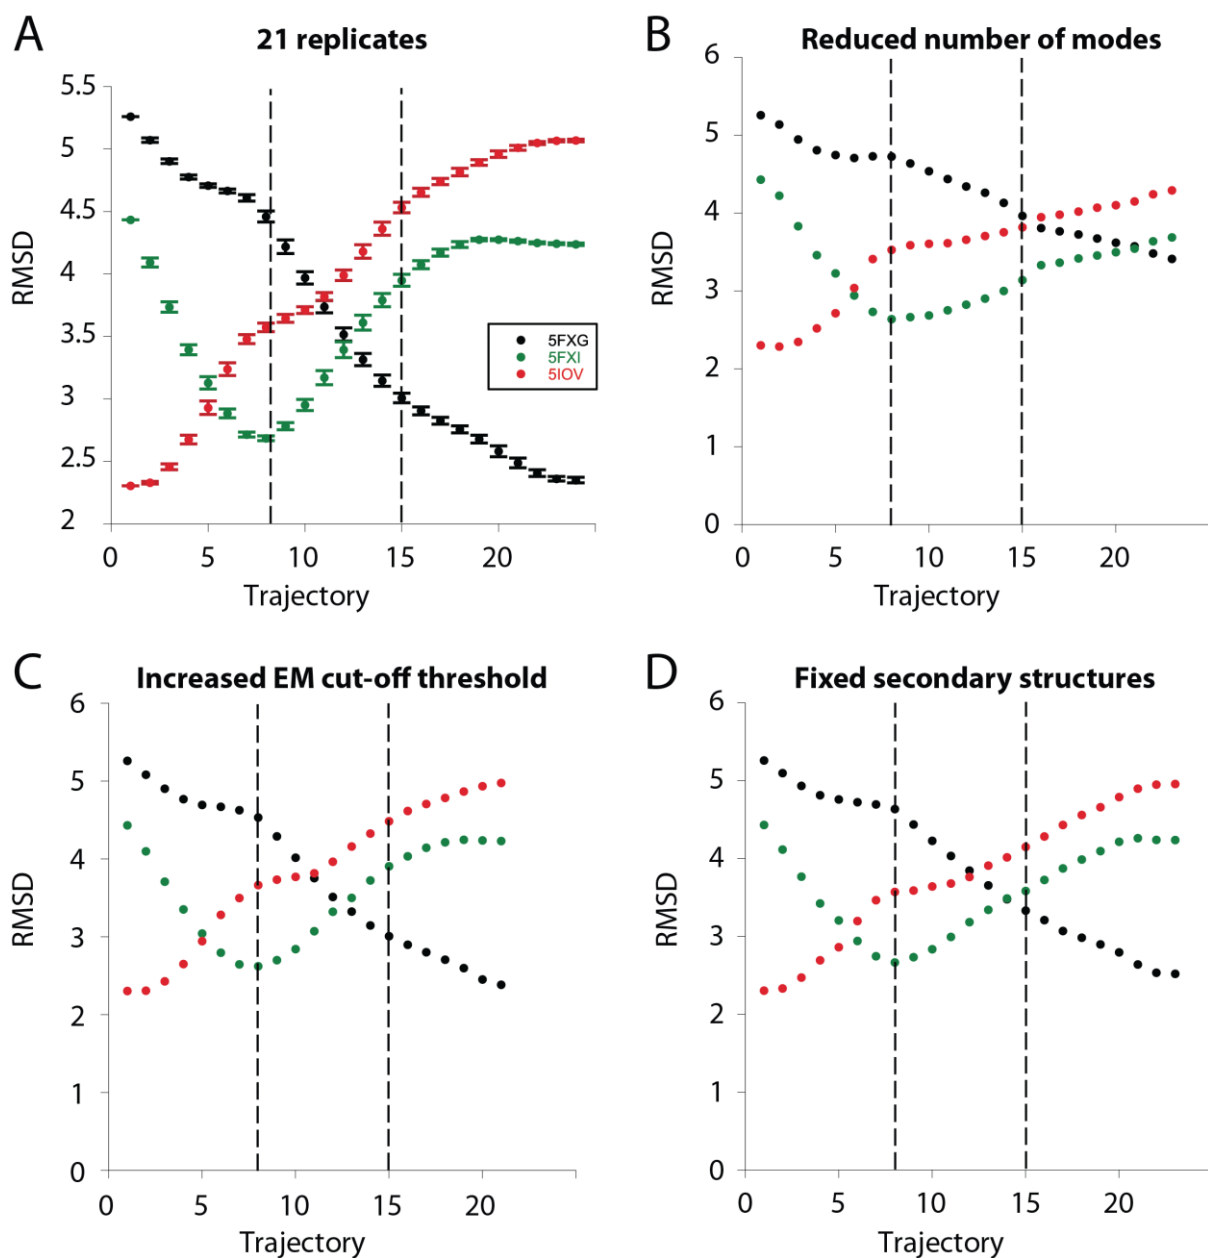 A
21 replicates
5.5
5
4.5
4
3.5
3
2.5
2
RMSD
5FXG
5FXI
5IOV
0
5
10
15
20
Trajectory
B
Reduced number of modes
6
5
4
3
2
1
0
RMSD
0
5
10
15
20
Trajectory
C
Increased EM cut-off threshold
6
5
4
3
2
1
0
RMSD
0
5
10
15
20
Trajectory
D
Fixed secondary structures
6
5
4
3
2
1
0
RMSD
0
5
10
15
20
Trajectory